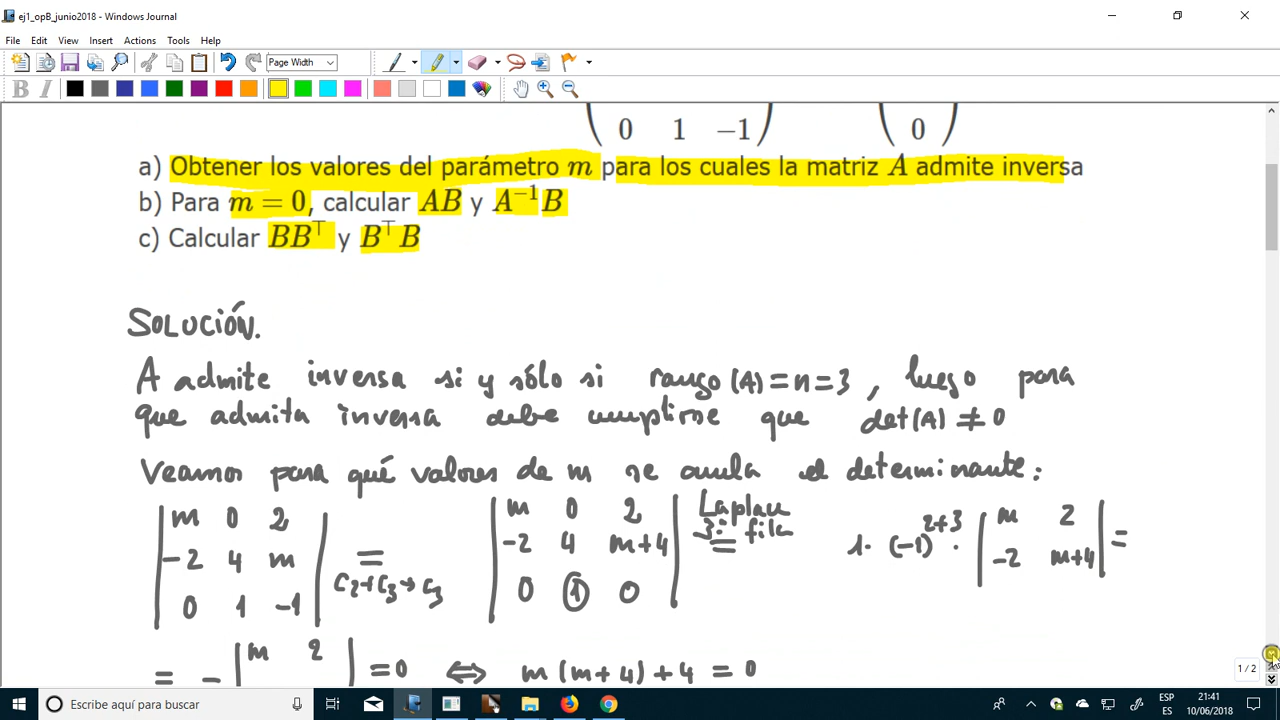 ej1_opB_junio2018 - Windows Journal
File Edit View Insert Actions Tools Help
Page Width
B I
0 1 −1 0
a) Obtener los valores del parámetro m para los cuales la matriz A admite inversa
b) Para m = 0, calcular AB y A⁻¹B
c) Calcular BB⊤ y B⊤B
SOLUCIÓN.
A admite inversa si y sólo si rango(A)=n=3, luego para
que admita inversa debe cumplirse que det(A) ≠ 0
Veamos para qué valores de m se anula el determinante:
| m 0 2 | | m 0 2 | Laplace
| -2 4 m | = | -2 4 m+4 | 3ª fila = 1·(-1)²⁺³· | m 2 | =
| 0 1 -1 | C₂+C₃→C₃ | 0 1 0 | | -2 m+4 |
= - | m 2 | =0 ⇔ m(m+4)+4 = 0
1 / 2
Escribe aquí para buscar
ESP
ES
21:41
10/06/2018